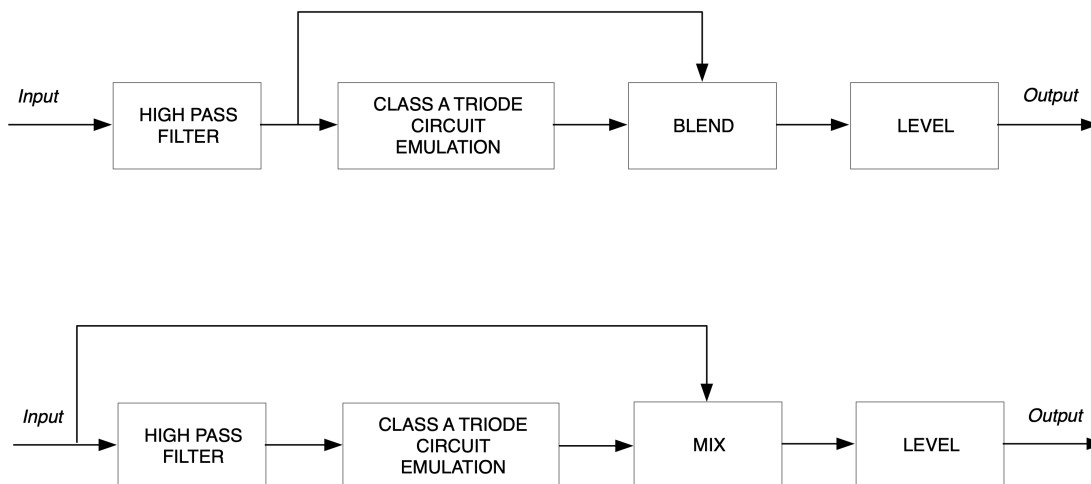 Input
HIGH PASS
FILTER
CLASS A TRIODE
CIRCUIT
EMULATION
BLEND
LEVEL
Output
Input
HIGH PASS
FILTER
CLASS A TRIODE
CIRCUIT
EMULATION
MIX
LEVEL
Output